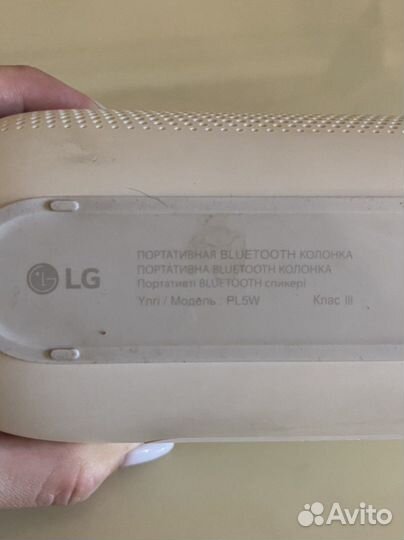 ПОРТАТИВНАЯ BLUETOOTH КОЛОНКА
ПОРТАТИВНА BLUETOOTH КОЛОНКА
Портативті BLUETOOTH спикері
LG
Үлгі / Модель : PL5W Клас III
Avito